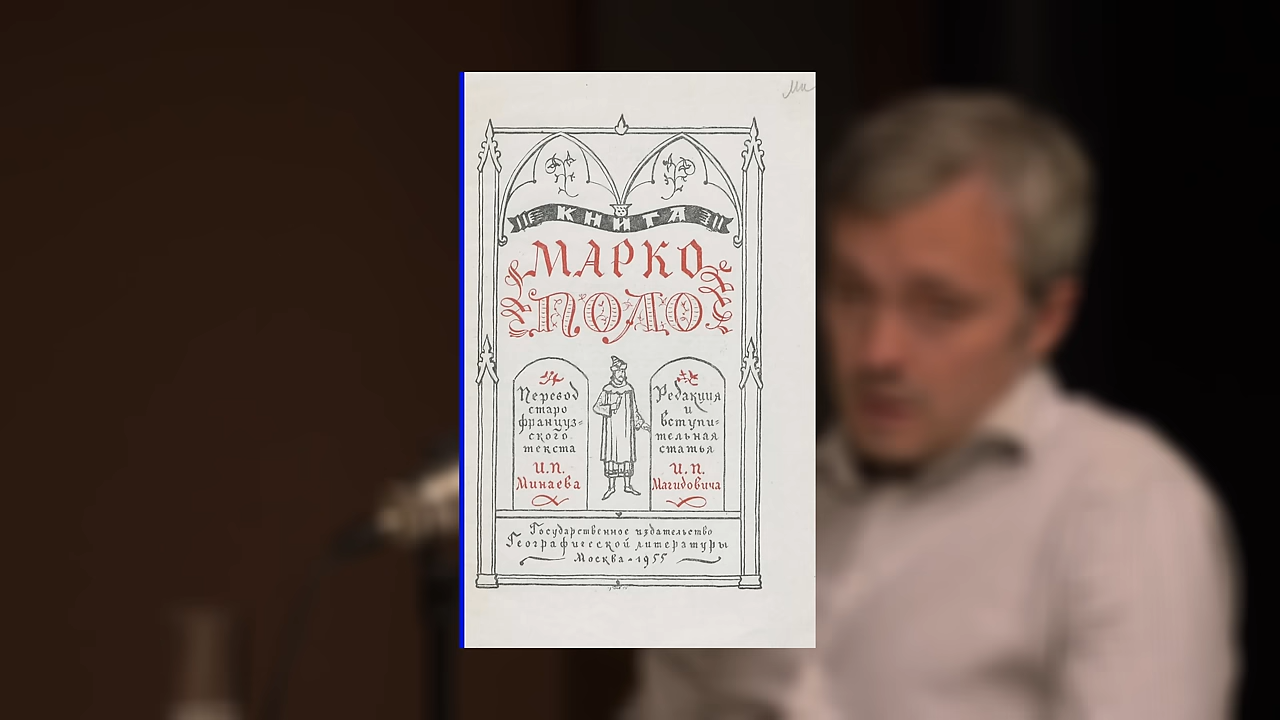 КНИГА
МАРКО
ПОЛО
Перевод
старо
француз-
ского
текста
И.П.
Минаева
Редакция
и
вступи-
тельная
статья
И.П.
Магидовича
Государственное издательство
Географической литературы
Москва-1955